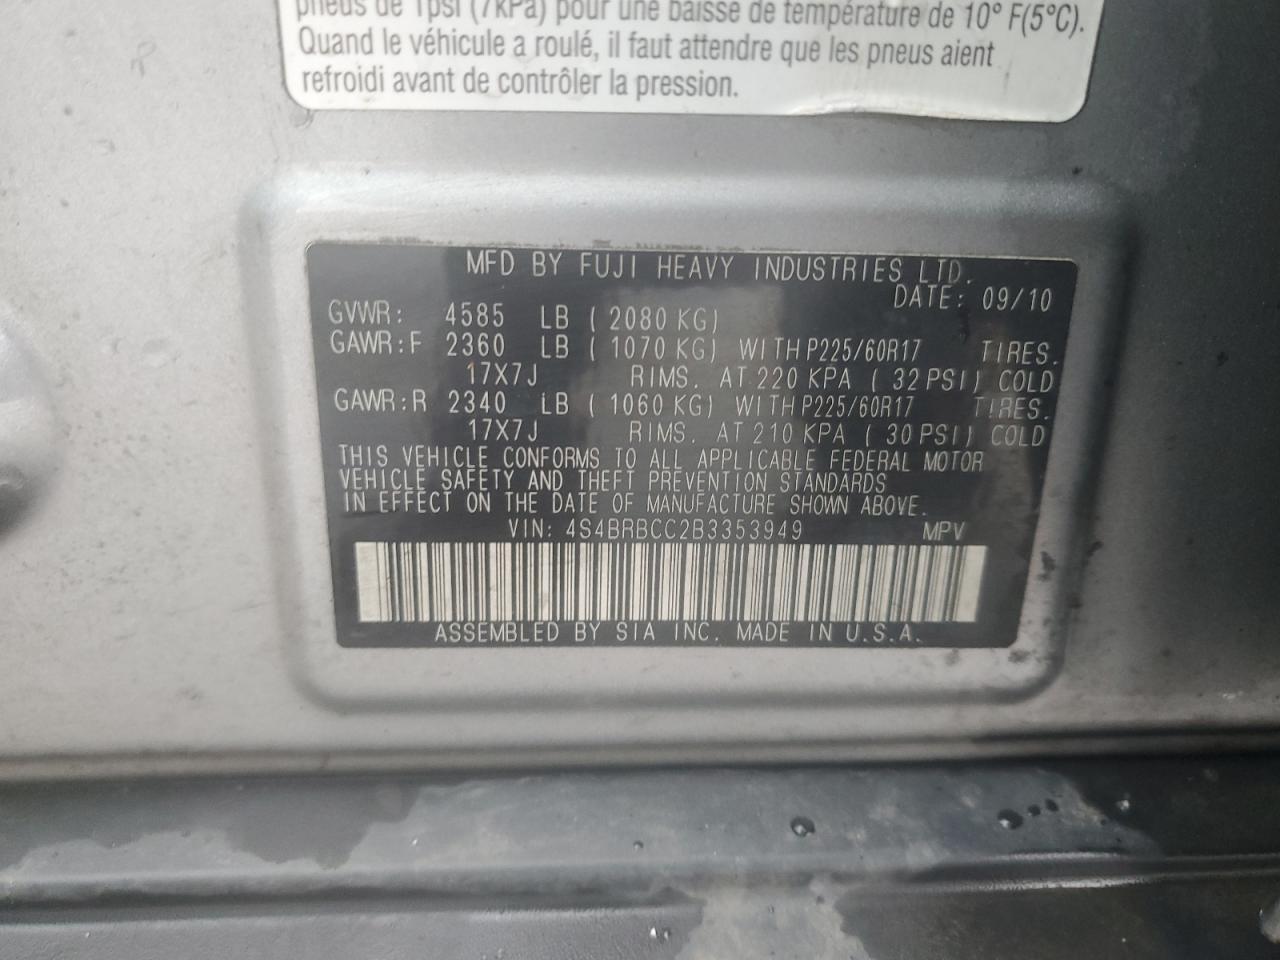 pneus de 1psi (7kPa) pour une baisse de température de 10° F(5°C).
Quand le véhicule a roulé, il faut attendre que les pneus aient
refroidi avant de contrôler la pression.
MFD BY FUJI HEAVY INDUSTRIES LTD.
DATE: 09/10
GVWR: 4585 LB ( 2080 KG)
GAWR:F 2360 LB ( 1070 KG) WITH P225/60R17 TIRES.
17X7J RIMS. AT 220 KPA ( 32 PSI) COLD
GAWR:R 2340 LB ( 1060 KG) WITH P225/60R17 TIRES.
17X7J RIMS. AT 210 KPA ( 30 PSI) COLD
THIS VEHICLE CONFORMS TO ALL APPLICABLE FEDERAL MOTOR
VEHICLE SAFETY AND THEFT PREVENTION STANDARDS
IN EFFECT ON THE DATE OF MANUFACTURE SHOWN ABOVE.
VIN: 4S4BRBCC2B3353949 MPV
ASSEMBLED BY SIA INC. MADE IN U.S.A.